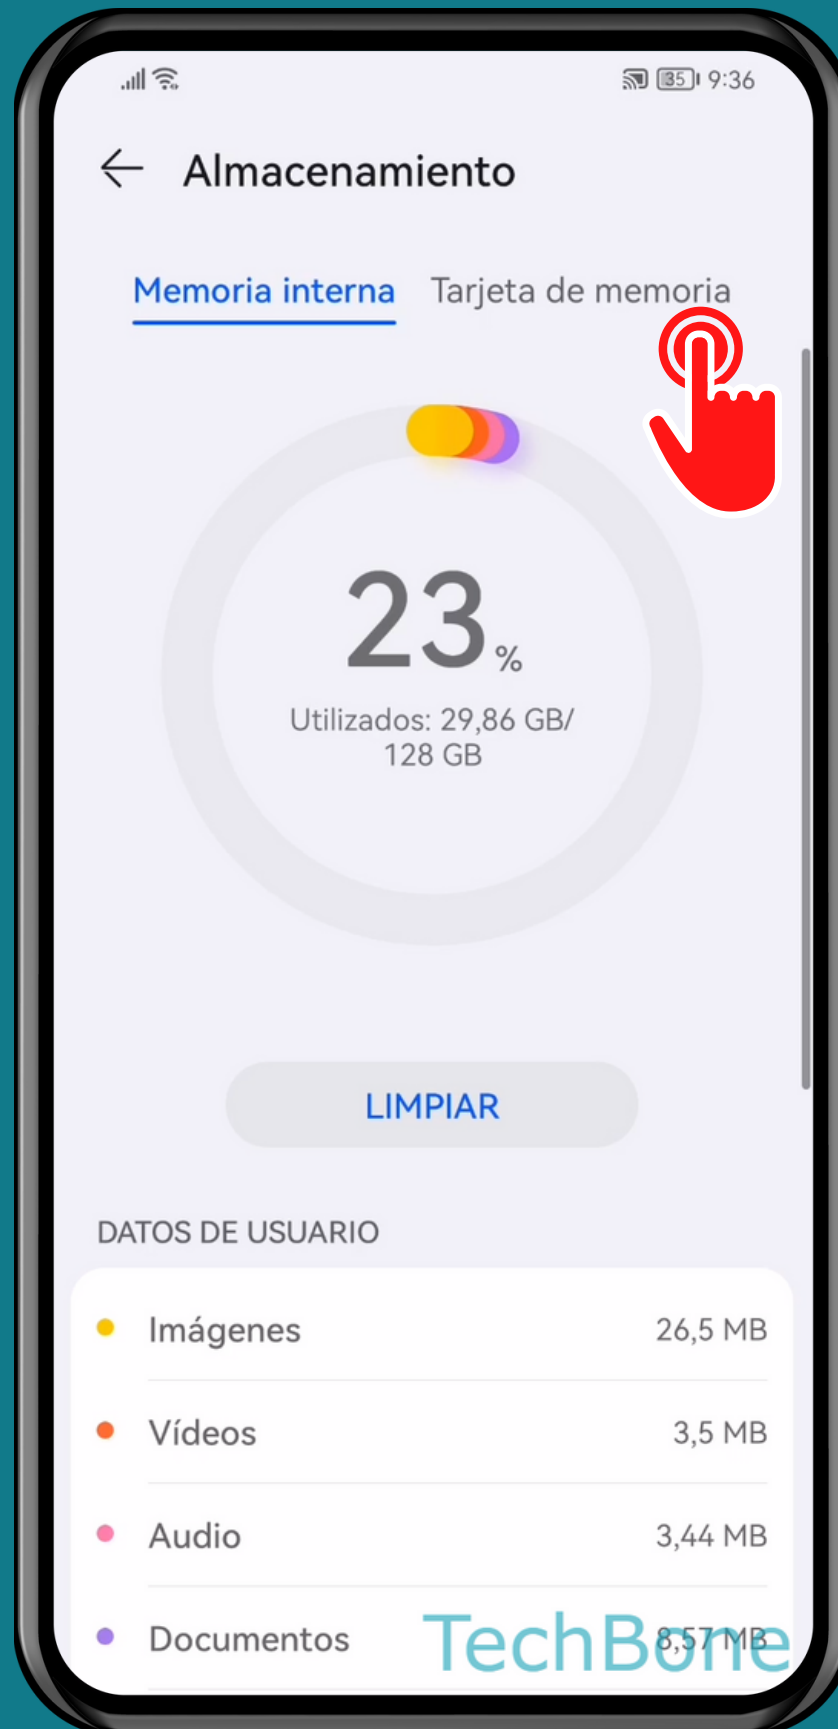 35 9:36
Almacenamiento
Memoria interna Tarjeta de memoria
23 %
Utilizados: 29,86 GB/
128 GB
LIMPIAR
DATOS DE USUARIO
Imágenes 26,5 MB
Vídeos 3,5 MB
Audio 3,44 MB
Documentos 8,57 MB
TechBone